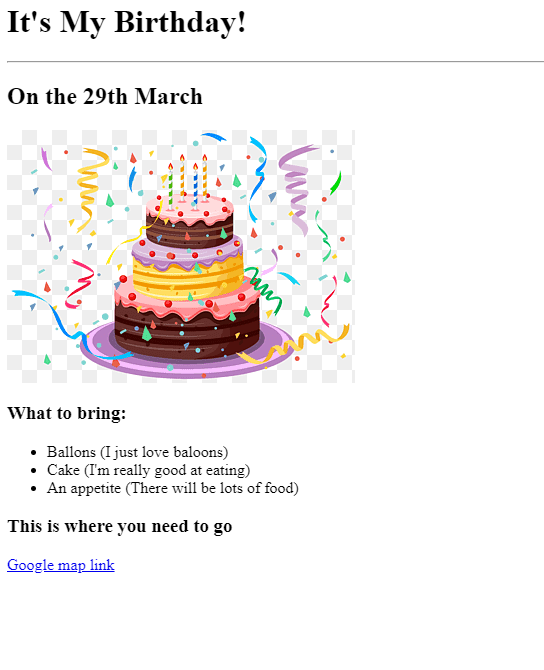 It's My Birthday!
On the 29th March
What to bring:
Ballons (I just love baloons)
Cake (I'm really good at eating)
An appetite (There will be lots of food)
This is where you need to go
Google map link